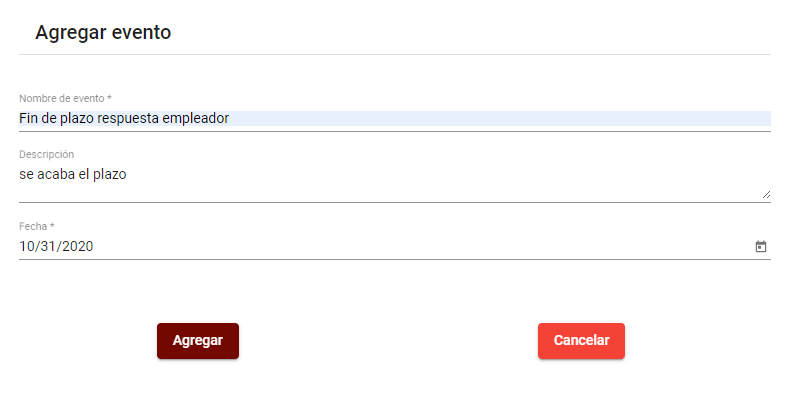 Agregar evento
Nombre de evento *
Fin de plazo respuesta empleador
Descripción
se acaba el plazo
Fecha *
10/31/2020
Agregar
Cancelar